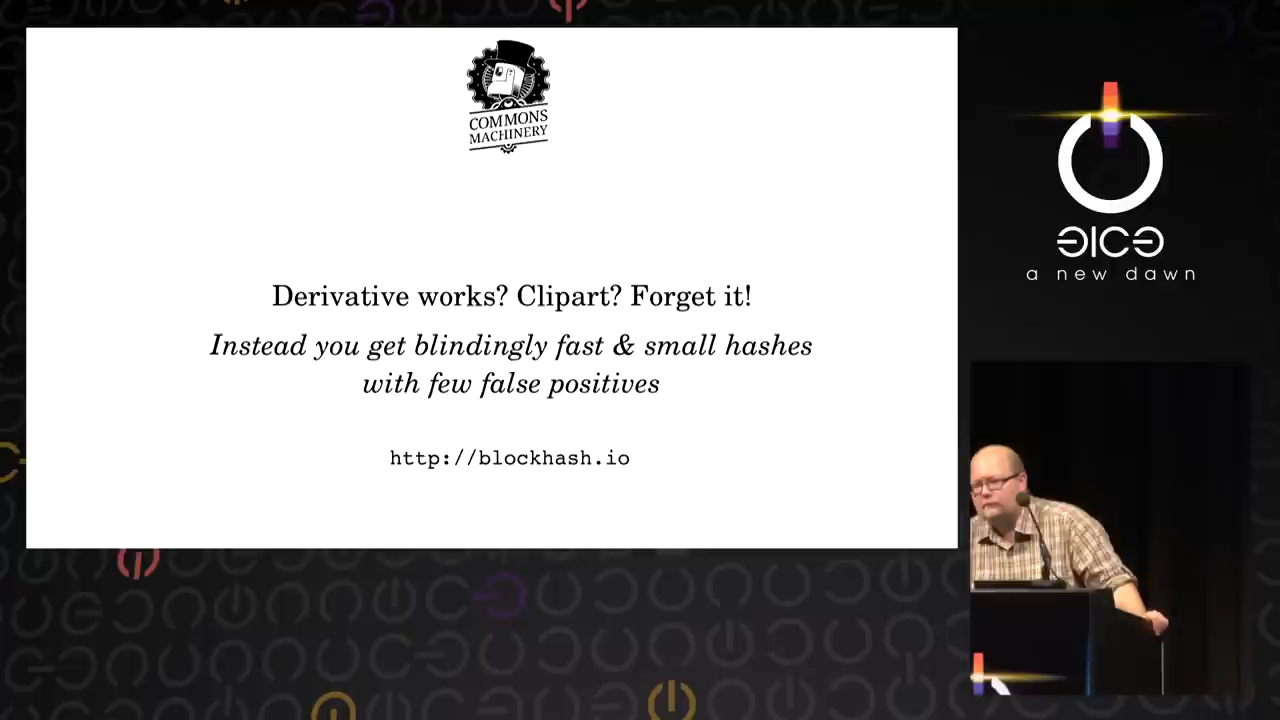 COMMONS
MACHINERY
Derivative works? Clipart? Forget it!
Instead you get blindingly fast & small hashes
with few false positives
http://blockhash.io
ǝ1cǝ
a new dawn